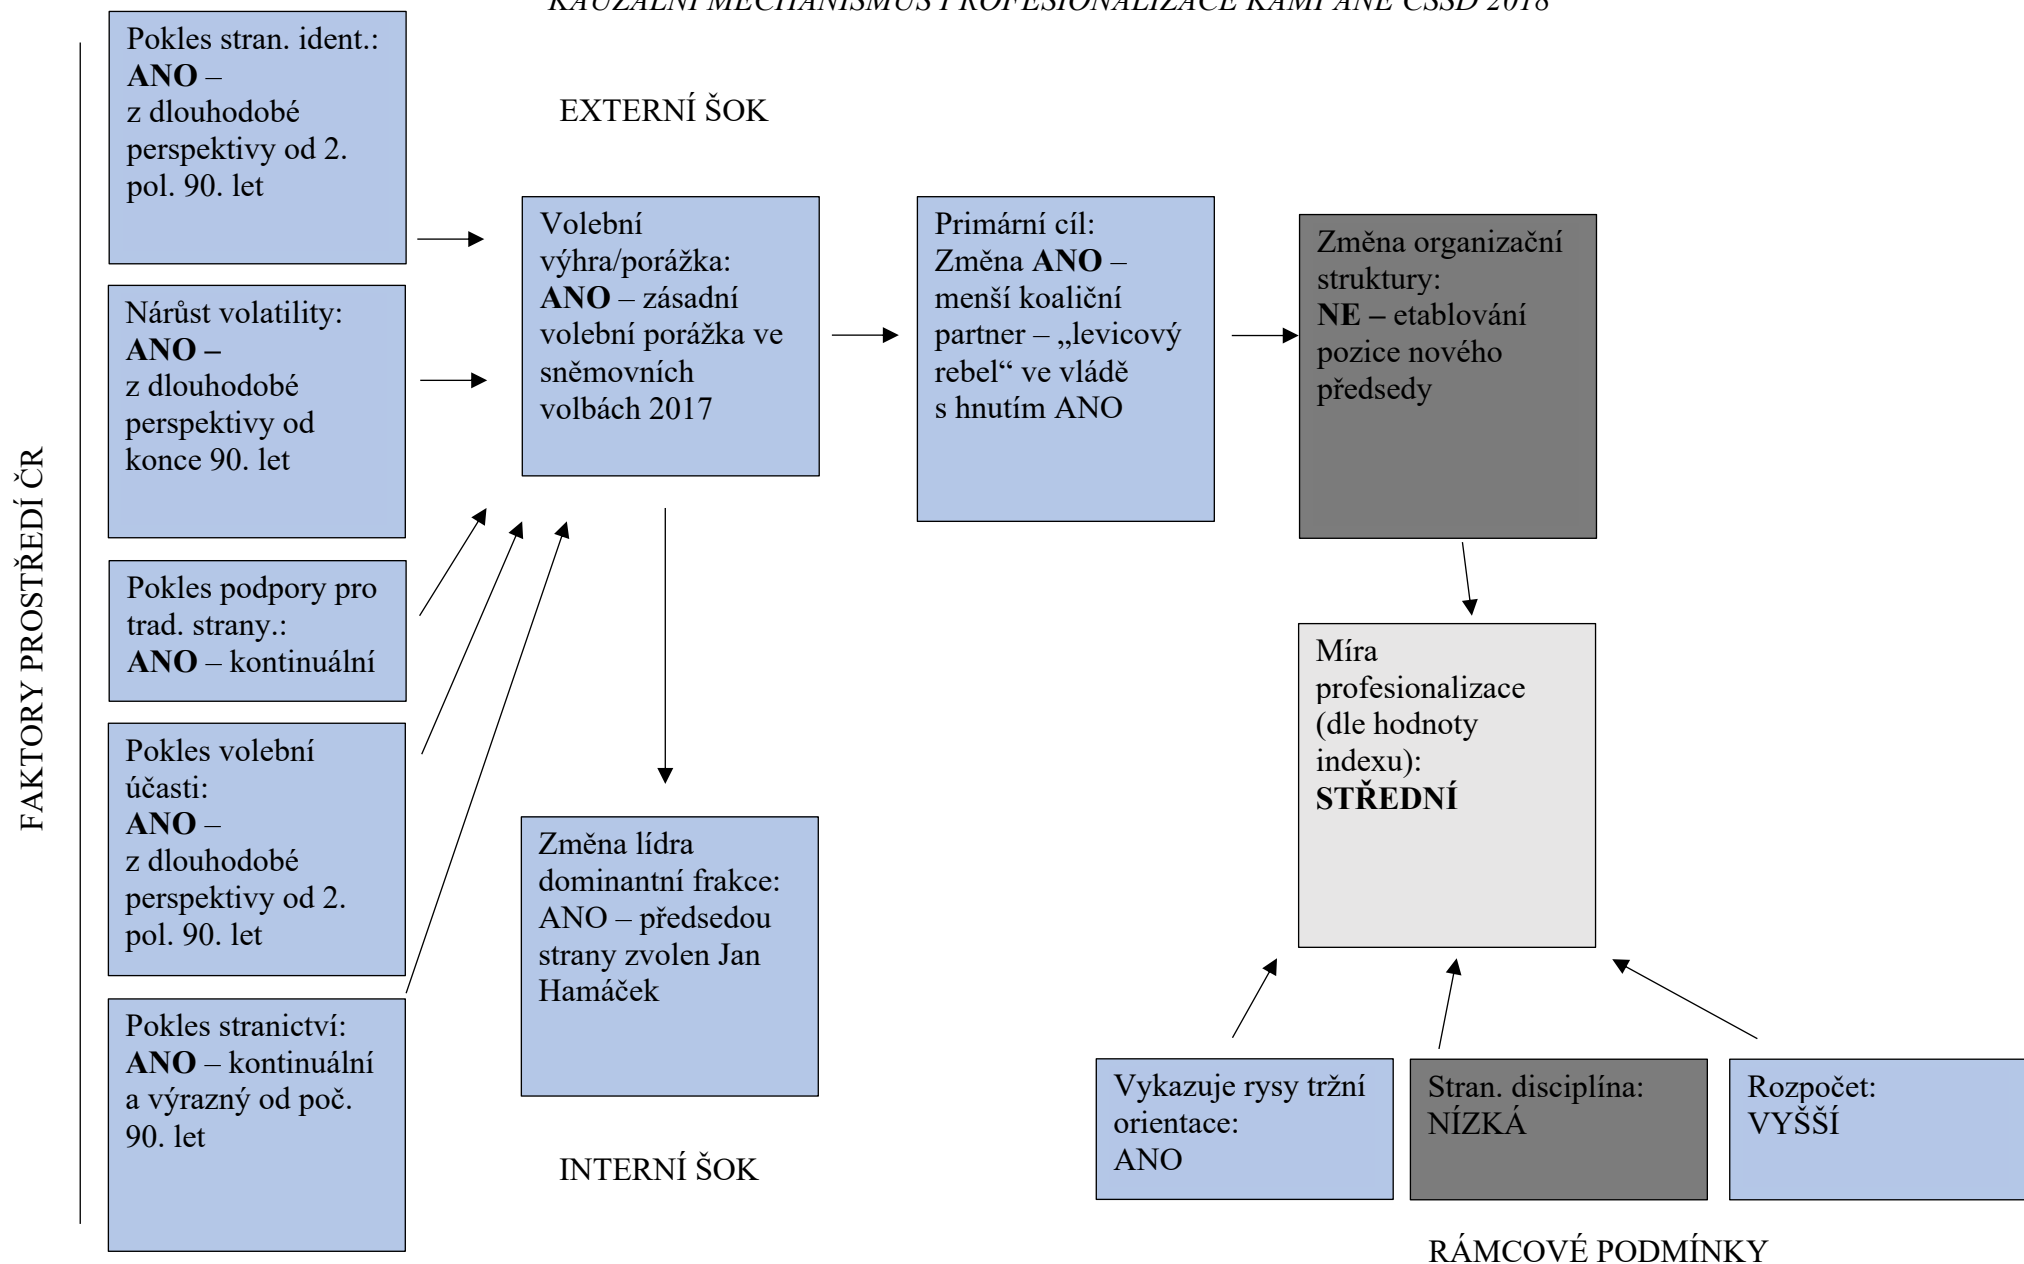 KAUZÁLNÍ MECHANISMUS PROFESIONALIZACE KAMPANĚ ČSSD 2018
FAKTORY PROSTŘEDÍ ČR
Pokles stran. ident.:
ANO –
z dlouhodobé
perspektivy od 2.
pol. 90. let
Nárůst volatility:
ANO –
z dlouhodobé
perspektivy od
konce 90. let
Pokles podpory pro
trad. strany.:
ANO – kontinuální
Pokles volební
účasti:
ANO –
z dlouhodobé
perspektivy od 2.
pol. 90. let
Pokles stranictví:
ANO – kontinuální
a výrazný od poč.
90. let
EXTERNÍ ŠOK
Volební
výhra/porážka:
ANO – zásadní
volební porážka ve
sněmovních
volbách 2017
Změna lídra
dominantní frakce:
ANO – předsedou
strany zvolen Jan
Hamáček
INTERNÍ ŠOK
Primární cíl:
Změna ANO –
menší koaliční
partner – „levicový
rebel“ ve vládě
s hnutím ANO
Změna organizační
struktury:
NE – etablování
pozice nového
předsedy
Míra
profesionalizace
(dle hodnoty
indexu):
STŘEDNÍ
Vykazuje rysy tržní
orientace:
ANO
Stran. disciplína:
NÍZKÁ
Rozpočet:
VYŠŠÍ
RÁMCOVÉ PODMÍNKY